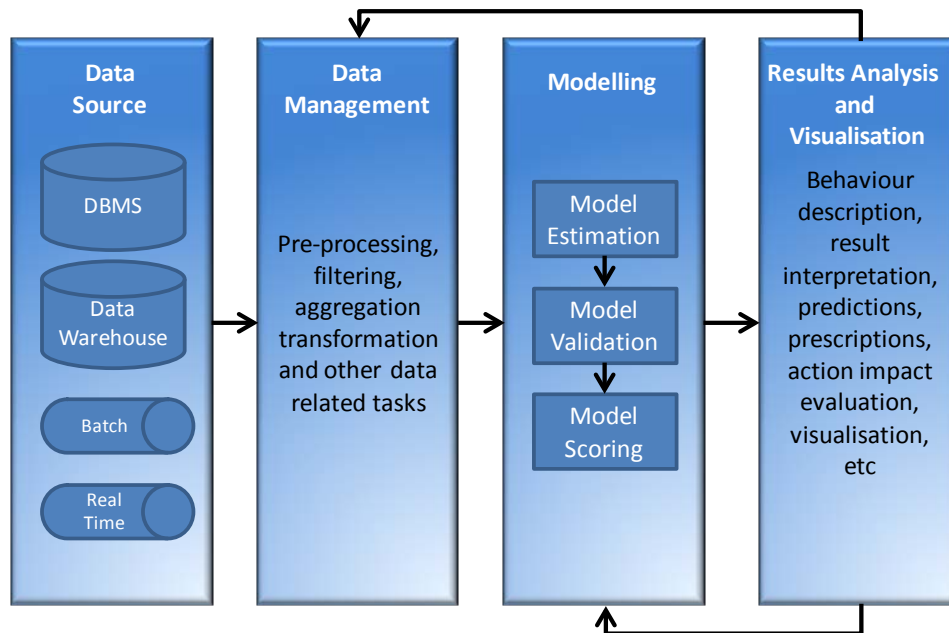 Data
Source
DBMS
Data
Warehouse
Batch
Real
Time
Data
Management
Pre-processing,
filtering,
aggregation
transformation
and other data
related tasks
Modelling
Model
Estimation
Model
Validation
Model
Scoring
Results Analysis
and
Visualisation
Behaviour
description,
result
interpretation,
predictions,
prescriptions,
action impact
evaluation,
visualisation,
etc